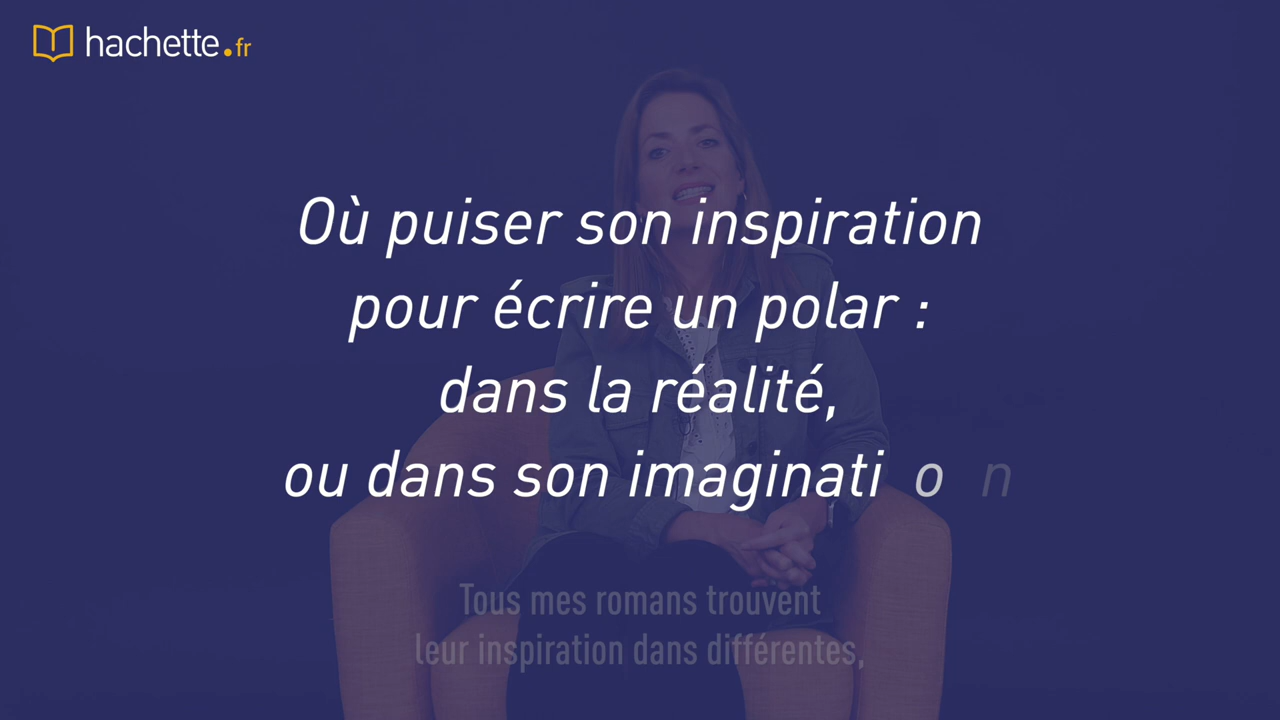 hachette.fr
Où puiser son inspiration
pour écrire un polar :
dans la réalité,
ou dans son imagination
Tous mes romans trouvent
leur inspiration dans différentes,